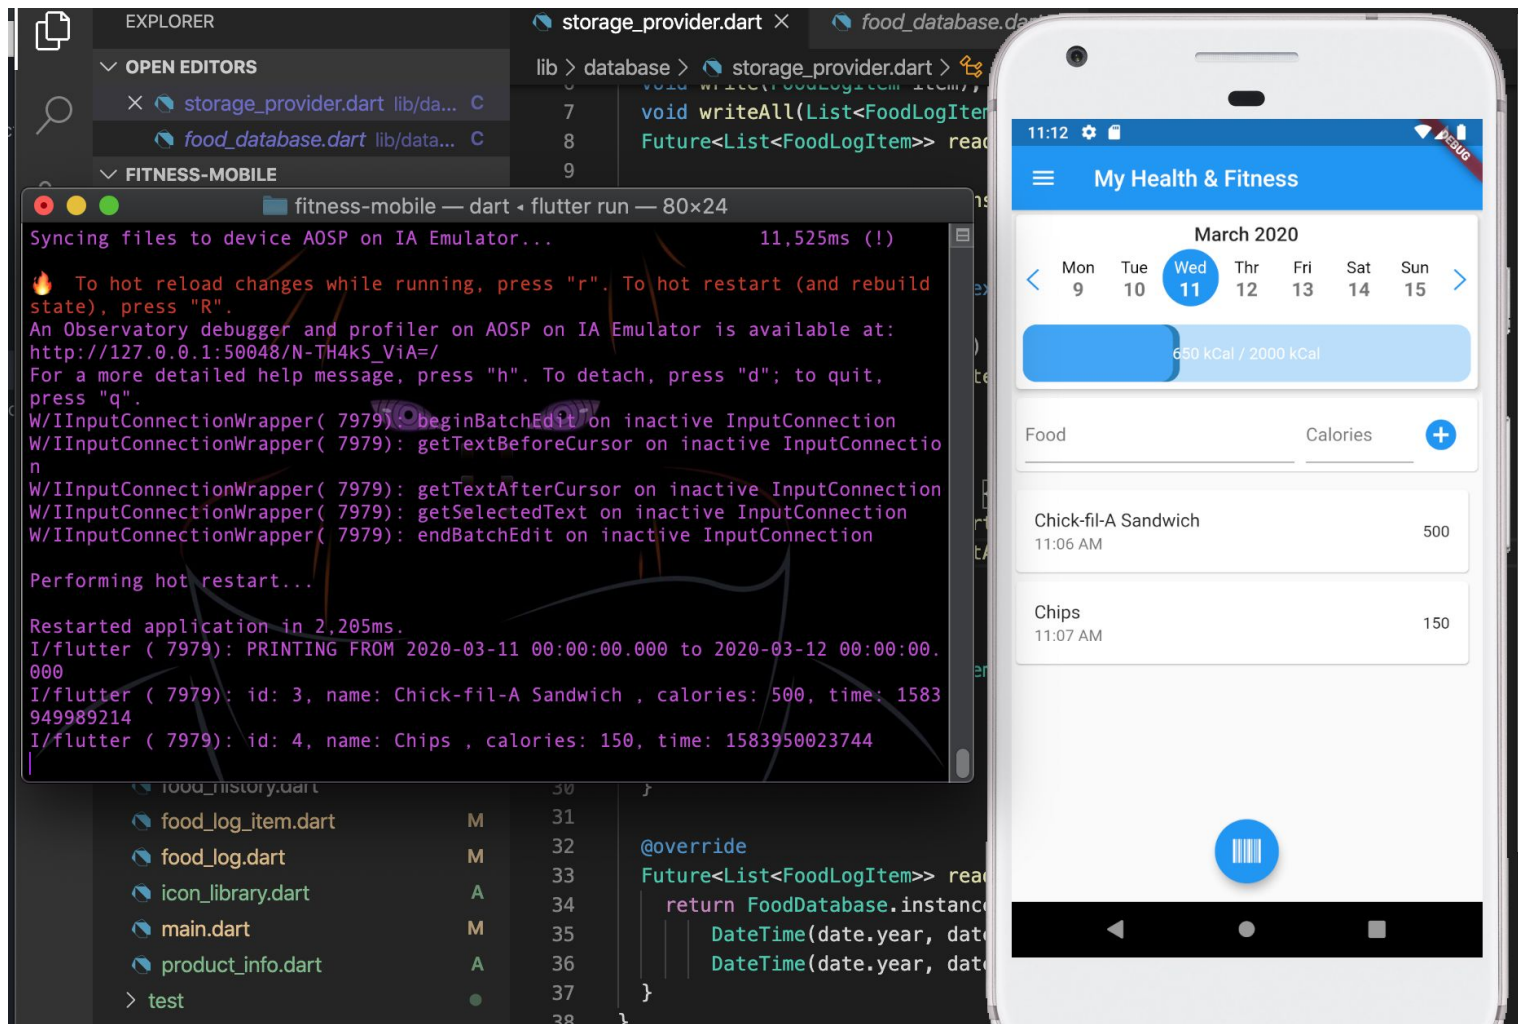 EXPLORER
OPEN EDITORS
storage_provider.dart lib/da... C
food_database.dart lib/data... C
FITNESS-MOBILE
storage_provider.dart
food_database.dart
lib > database > storage_provider.dart >
7 void writeAll(List<FoodLogIte
8 Future<List<FoodLogItem>> read
9
fitness-mobile — dart ◂ flutter run — 80×24
Syncing files to device AOSP on IA Emulator... 11,525ms (!)
🔥 To hot reload changes while running, press "r". To hot restart (and rebuild
state), press "R".
An Observatory debugger and profiler on AOSP on IA Emulator is available at:
http://127.0.0.1:50048/N-TH4kS_ViA=/
For a more detailed help message, press "h". To detach, press "d"; to quit,
press "q".
W/IInputConnectionWrapper( 7979): beginBatchEdit on inactive InputConnection
W/IInputConnectionWrapper( 7979): getTextBeforeCursor on inactive InputConnectio
n
W/IInputConnectionWrapper( 7979): getTextAfterCursor on inactive InputConnection
W/IInputConnectionWrapper( 7979): getSelectedText on inactive InputConnection
W/IInputConnectionWrapper( 7979): endBatchEdit on inactive InputConnection
Performing hot restart...
Restarted application in 2,205ms.
I/flutter ( 7979): PRINTING FROM 2020-03-11 00:00:00.000 to 2020-03-12 00:00:00.
000
I/flutter ( 7979): id: 3, name: Chick-fil-A Sandwich , calories: 500, time: 1583
949989214
I/flutter ( 7979): id: 4, name: Chips , calories: 150, time: 1583950023744
food_history.dart
food_log_item.dart M
food_log.dart M
icon_library.dart A
main.dart M
product_info.dart A
> test
30 }
31
32 @override
33 Future<List<FoodLogItem>> read
34 return FoodDatabase.instance
35 DateTime(date.year, date
36 DateTime(date.year, date
37 }
38 }
11:12
DEBUG
My Health & Fitness
March 2020
Mon Tue Wed Thr Fri Sat Sun
9 10 11 12 13 14 15
650 kCal / 2000 kCal
Food Calories
Chick-fil-A Sandwich
11:06 AM
500
Chips
11:07 AM
150